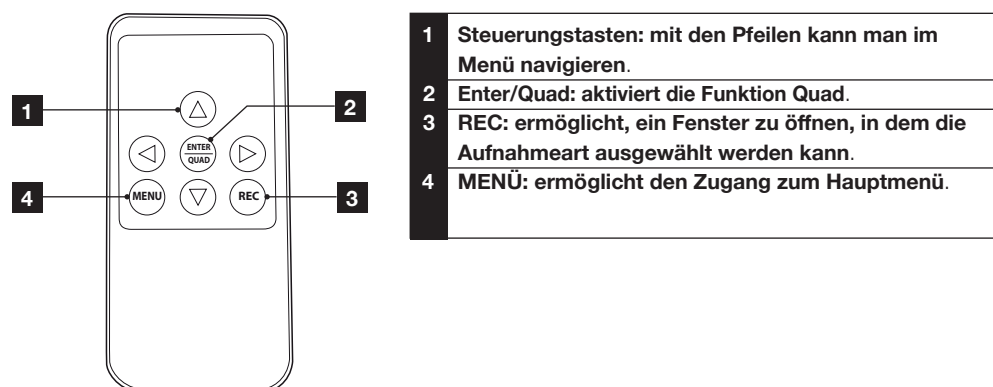 1
2
ENTER
QUAD
MENU
REC
4
3
1 Steuerungstasten: mit den Pfeilen kann man im
Menü navigieren.
2 Enter/Quad: aktiviert die Funktion Quad.
3 REC: ermöglicht, ein Fenster zu öffnen, in dem die
Aufnahmeart ausgewählt werden kann.
4 MENÜ: ermöglicht den Zugang zum Hauptmenü.